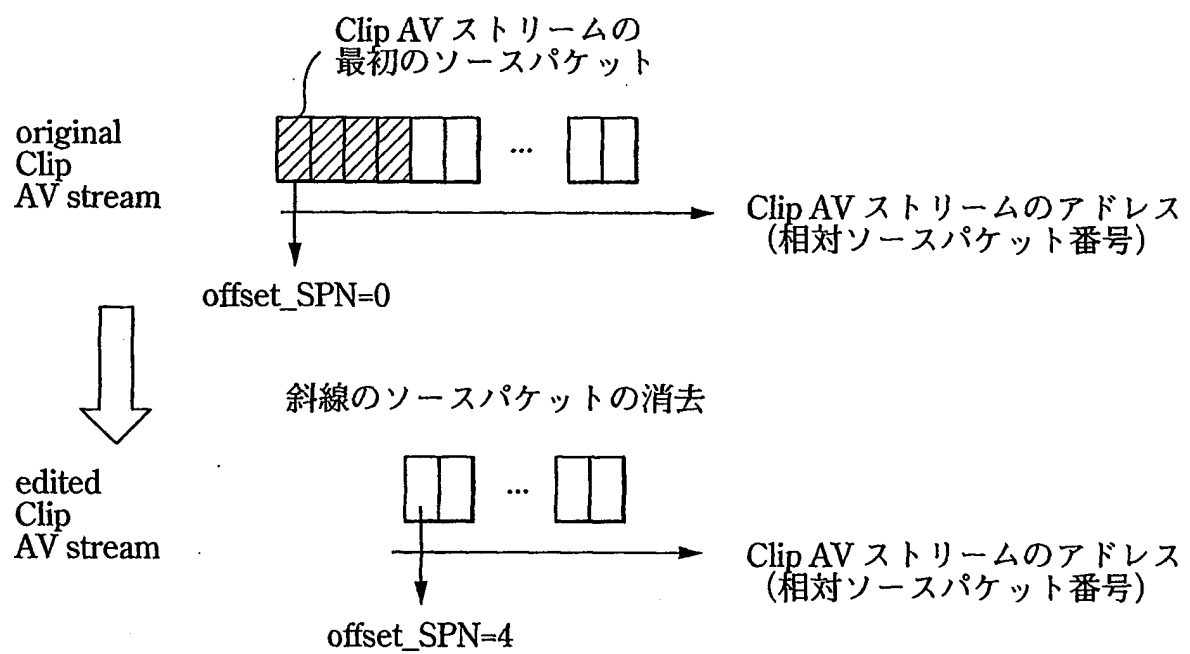 Clip AV ストリームの
最初のソースパケット
original
Clip
AV stream
...
Clip AV ストリームのアドレス
(相対ソースパケット番号)
offset_SPN=0
斜線のソースパケットの消去
edited
Clip
AV stream
...
Clip AV ストリームのアドレス
(相対ソースパケット番号)
offset_SPN=4